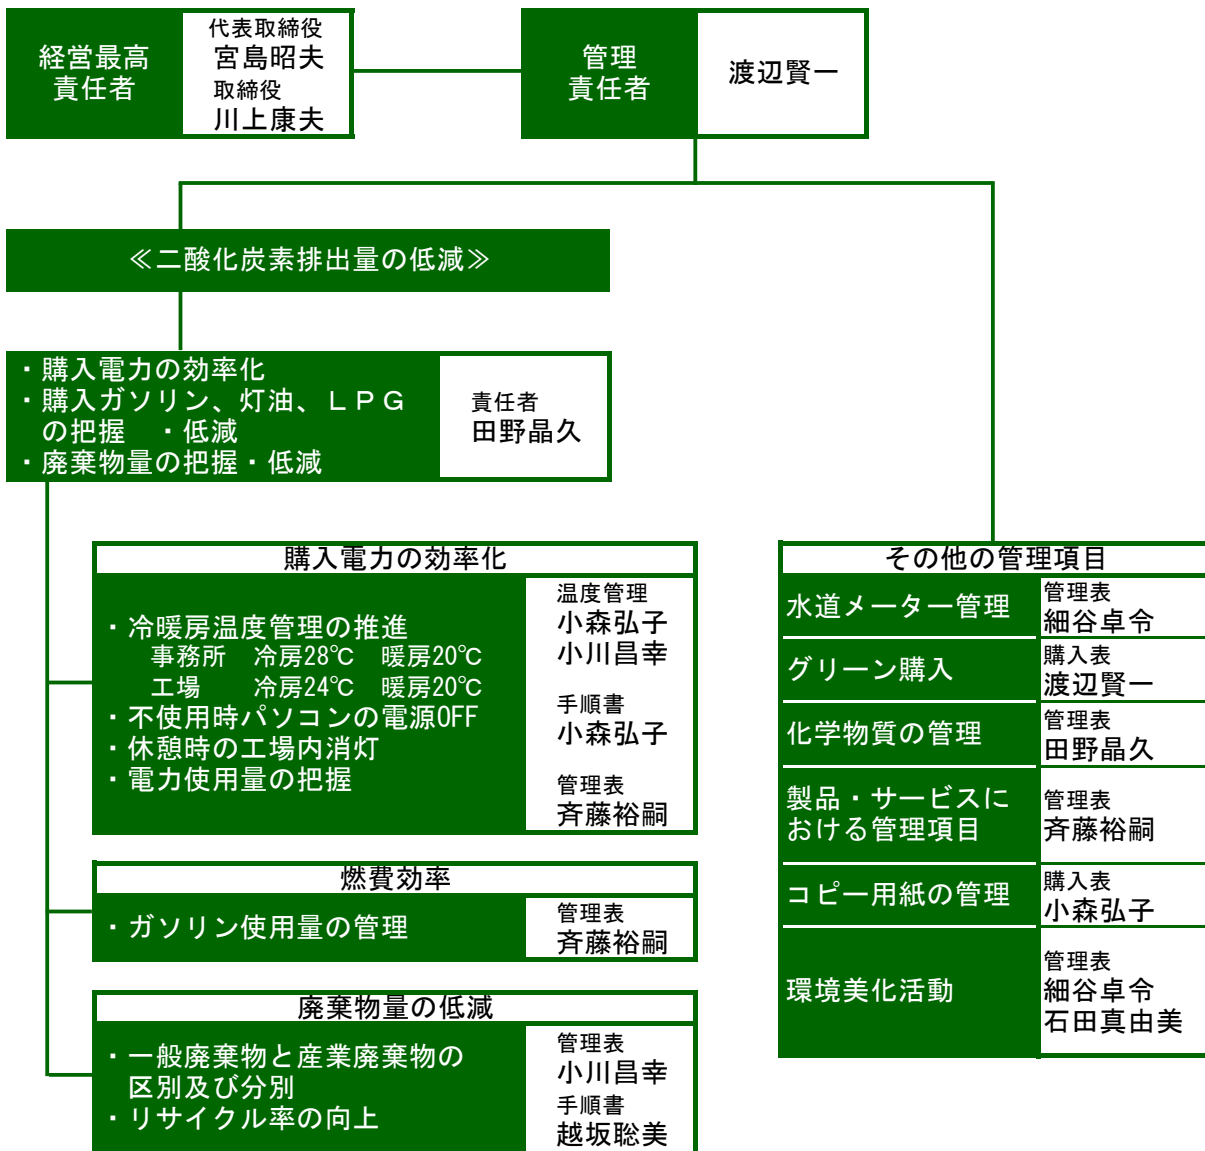 経営最高
責任者
代表取締役
宮島昭夫
取締役
川上康夫
管理
責任者
渡辺賢一
≪二酸化炭素排出量の低減≫
・購入電力の効率化
・購入ガソリン、灯油、ＬＰＧ
の把握　・低減
・廃棄物量の把握・低減
責任者
田野晶久
購入電力の効率化
・冷暖房温度管理の推進
事務所　冷房28℃　暖房20℃
工場　　冷房24℃　暖房20℃
・不使用時パソコンの電源OFF
・休憩時の工場内消灯
・電力使用量の把握
温度管理
小森弘子
小川昌幸
手順書
小森弘子
管理表
斉藤裕嗣
燃費効率
・ガソリン使用量の管理
管理表
斉藤裕嗣
廃棄物量の低減
・一般廃棄物と産業廃棄物の
区別及び分別
・リサイクル率の向上
管理表
小川昌幸
手順書
越坂聡美
その他の管理項目
水道メーター管理
管理表
細谷卓令
グリーン購入
購入表
渡辺賢一
化学物質の管理
管理表
田野晶久
製品・サービスに
おける管理項目
管理表
斉藤裕嗣
コピー用紙の管理
購入表
小森弘子
環境美化活動
管理表
細谷卓令
石田真由美